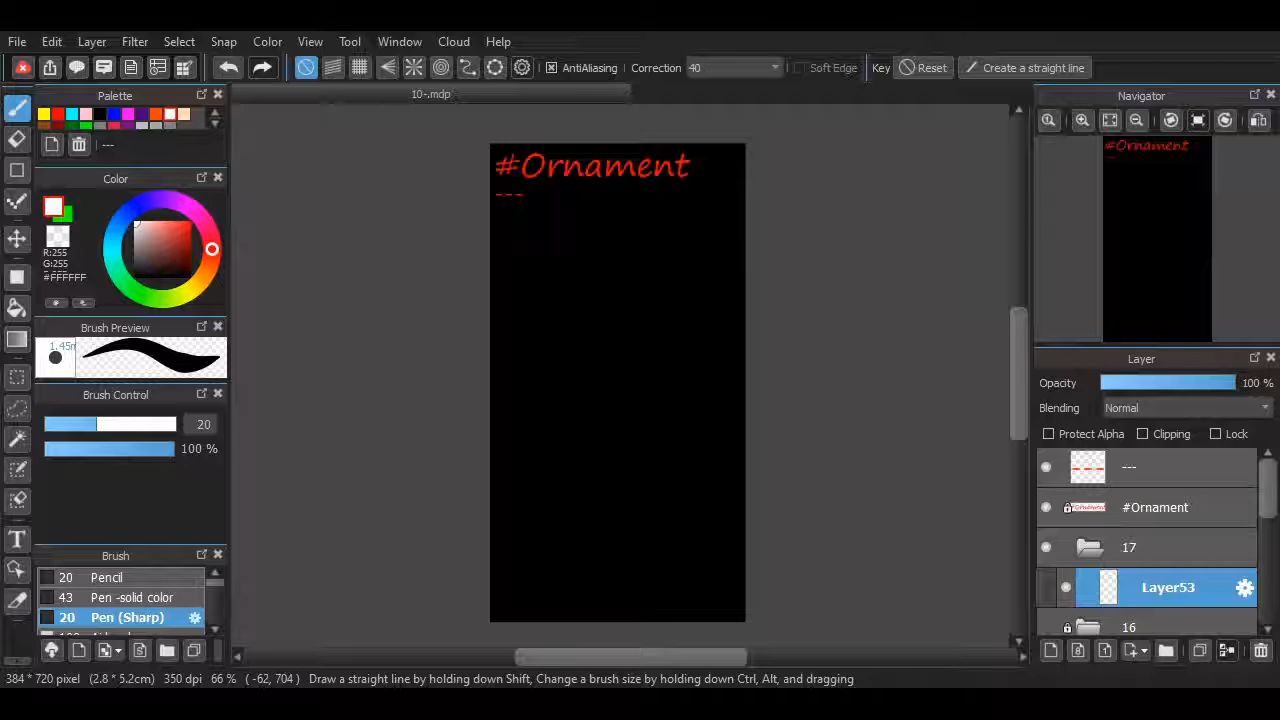 File Edit Layer Filter Select Snap Color View Tool Window Cloud Help
AntiAliasing Correction 40 Soft Edge Key Reset Create a straight line
Palette
10-.mdp
Navigator
---
Color
R:255
G:255
#FFFFFF
#Ornament
---
#Ornament
Brush Preview
Brush Control
20
100 %
Brush
20 Pencil
43 Pen -solid color
20 Pen (Sharp)
Layer
Opacity 100 %
Blending Normal
Protect Alpha Clipping Lock
---
#Ornament
17
Layer53
16
384 * 720 pixel (2.8 * 5.2cm) 350 dpi 66 % ( -62, 704 ) Draw a straight line by holding down Shift, Change a brush size by holding down Ctrl, Alt, and dragging